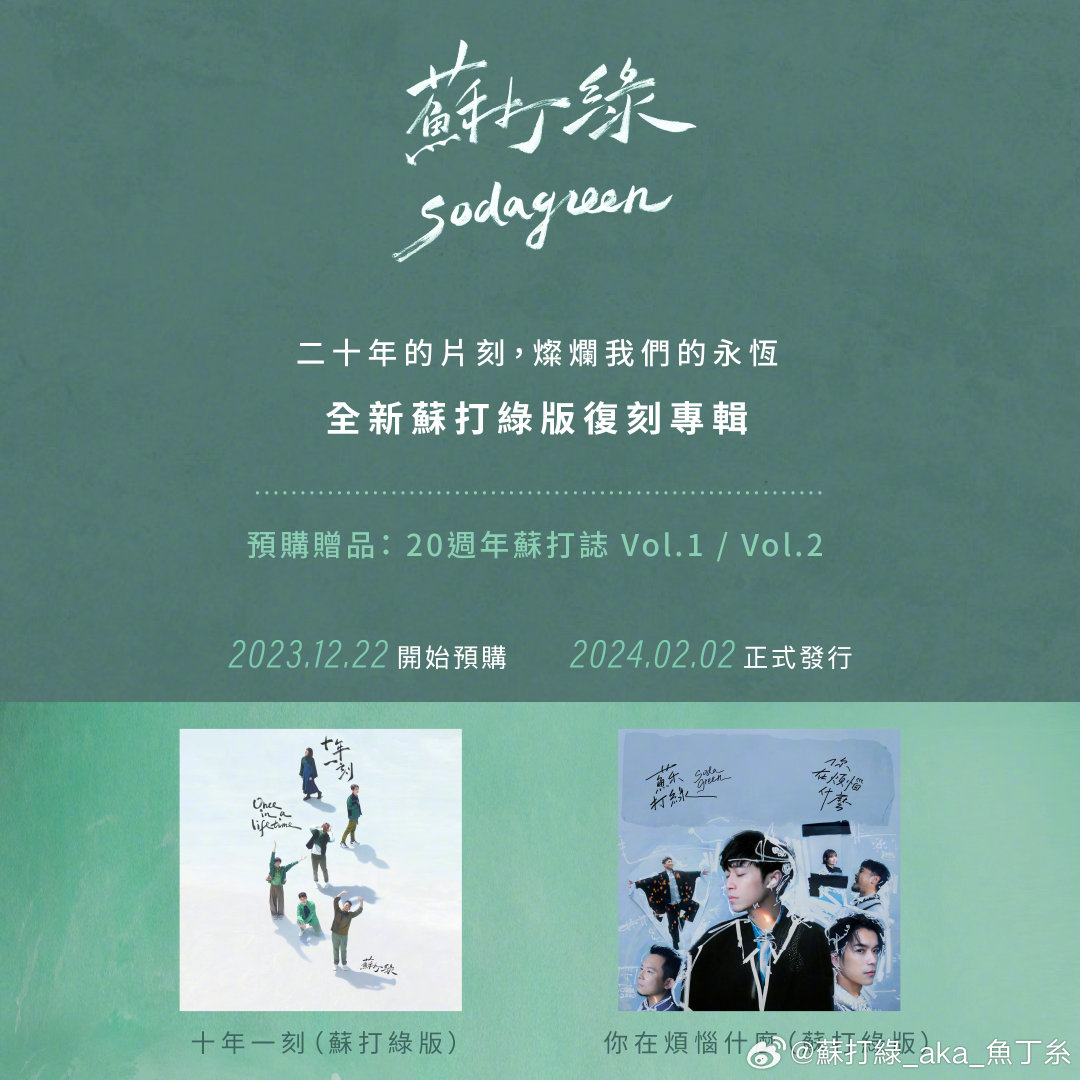 蘇打綠
sodagreen
二十年的片刻，燦爛我們的永恆
全新蘇打綠版復刻專輯
預購贈品：20週年蘇打誌 Vol.1 / Vol.2
2023.12.22 開始預購 2024.02.02 正式發行
十年
一刻
Once
in a
lifetime
蘇打綠
蘇
打綠
soda
green
你
在煩惱
什麼
十年一刻（蘇打綠版）
你在煩惱什麼（蘇打綠版）
@蘇打綠_aka_魚丁糸